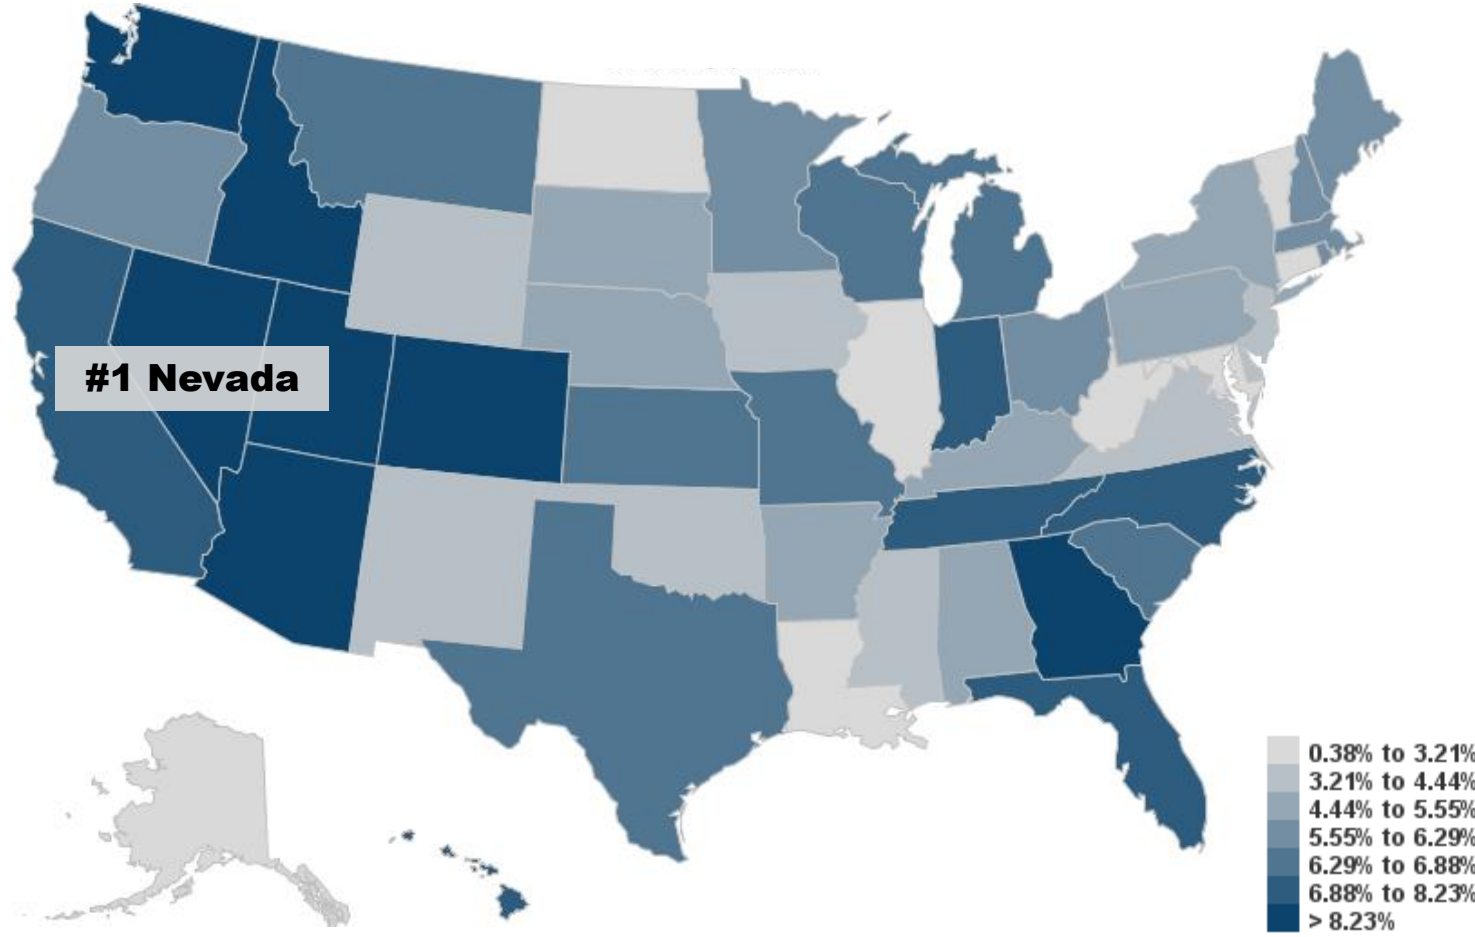 #1 Nevada
0.38% to 3.21%
3.21% to 4.44%
4.44% to 5.55%
5.55% to 6.29%
6.29% to 6.88%
6.88% to 8.23%
> 8.23%